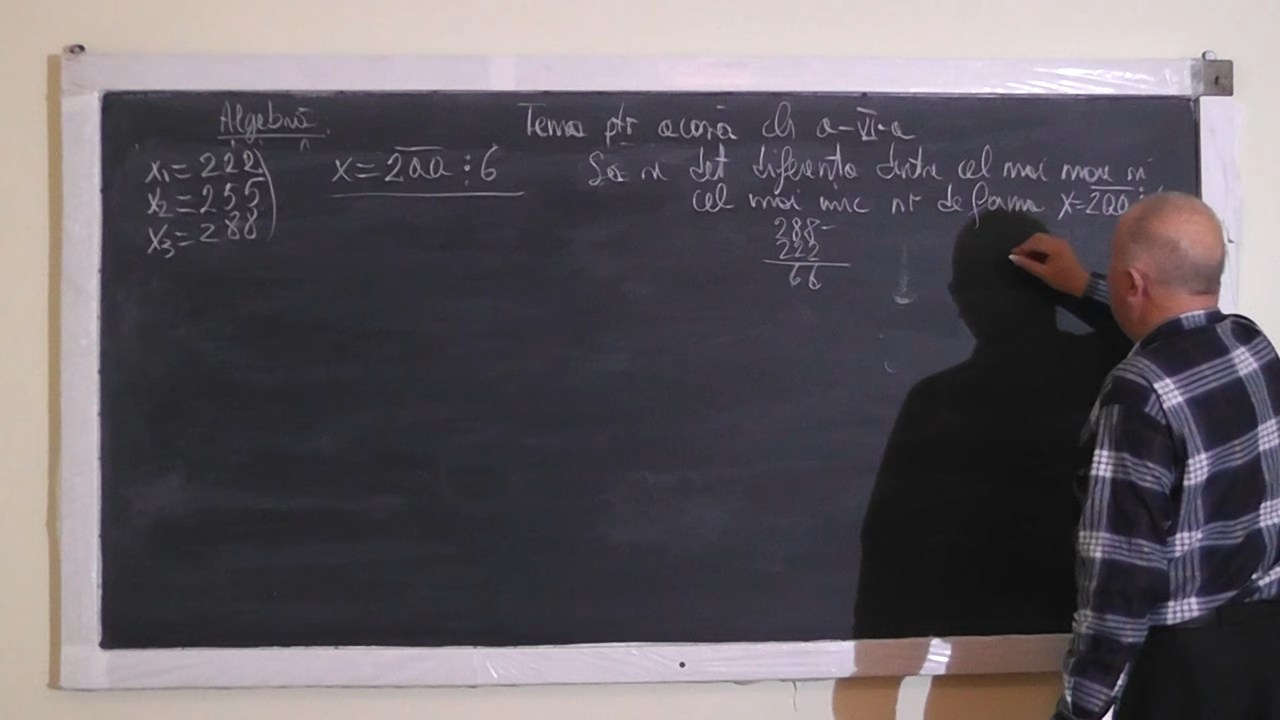 Algebră
Tema ptr acasă cls a-VI-a
x₁=222
x₂=255
x₃=288
x=2aa⋮6
Să se det diferența dintre cel mai mare și
cel mai mic nr de forma x=2aa⋮
288-
222
66